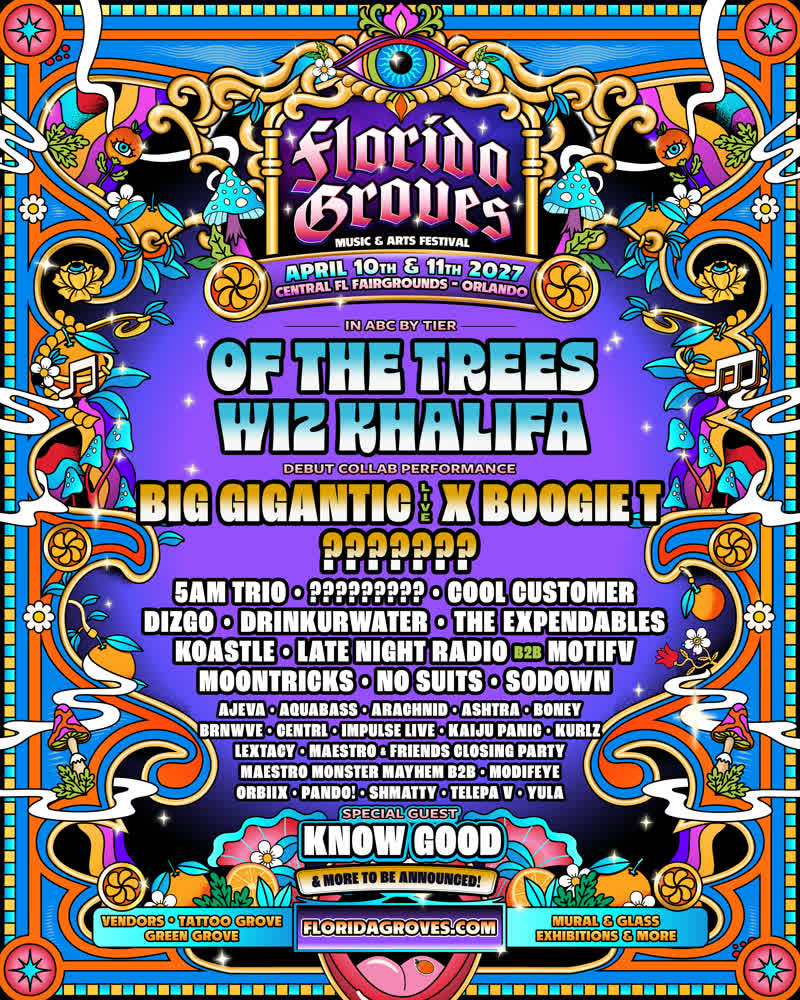 Florida
Groves
MUSIC & ARTS FESTIVAL
APRIL 10TH & 11TH 2027
CENTRAL FL FAIRGROUNDS - ORLANDO
IN ABC BY TIER
OF THE TREES
WIZ KHALIFA
DEBUT COLLAB PERFORMANCE
BIG GIGANTIC LIVE X BOOGIE T
???????
5AM TRIO • ????????? • COOL CUSTOMER
DIZGO • DRINKURWATER • THE EXPENDABLES
KOASTLE • LATE NIGHT RADIO B2B MOTIFV
MOONTRICKS • NO SUITS • SODOWN
AJEVA • AQUABASS • ARACHNID • ASHTRA • BONEY
BRNWVE • CENTRL • IMPULSE LIVE • KAIJU PANIC • KURLZ
LEXTACY • MAESTRO & FRIENDS CLOSING PARTY
MAESTRO MONSTER MAYHEM B2B • MODIFEYE
ORBIIX • PANDO! • SHMATTY • TELEPA V • YULA
SPECIAL GUEST
KNOW GOOD
& MORE TO BE ANNOUNCED!
VENDORS • TATTOO GROVE
GREEN GROVE
FLORIDAGROVES.COM
MURAL & GLASS
EXHIBITIONS & MORE